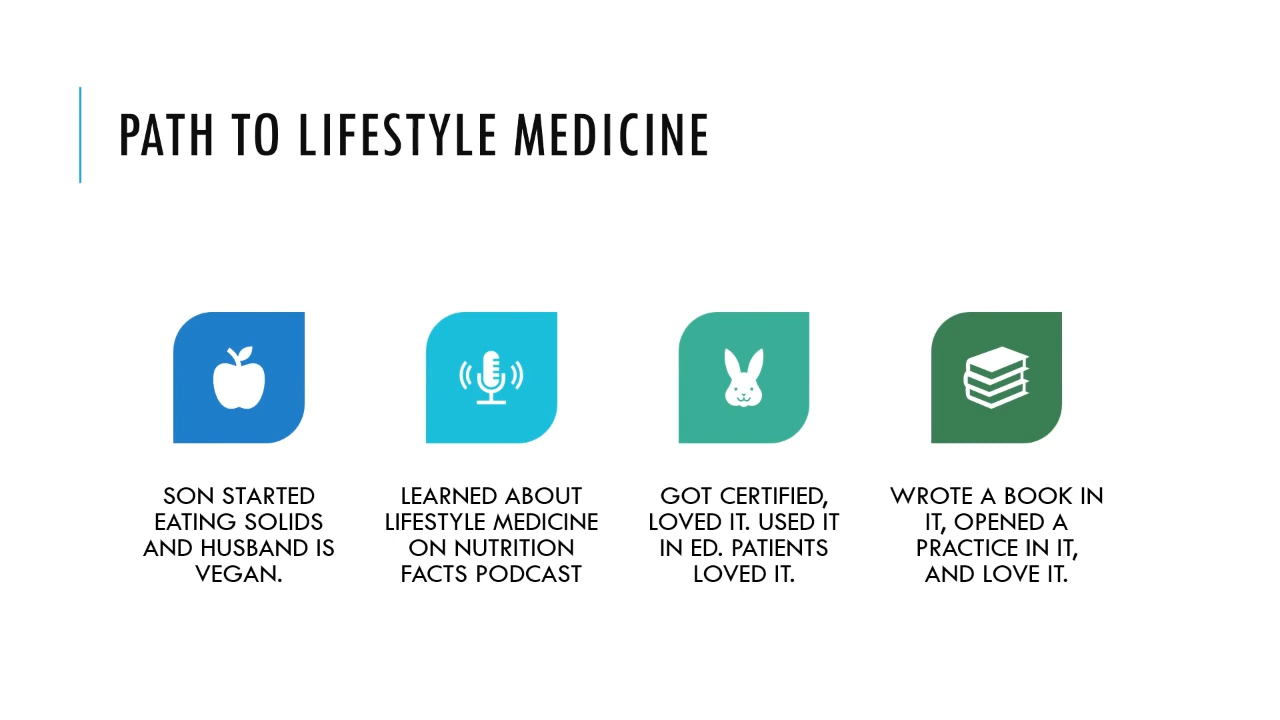 PATH TO LIFESTYLE MEDICINE
SON STARTED
EATING SOLIDS
AND HUSBAND IS
VEGAN.
LEARNED ABOUT
LIFESTYLE MEDICINE
ON NUTRITION
FACTS PODCAST
GOT CERTIFIED,
LOVED IT. USED IT
IN ED. PATIENTS
LOVED IT.
WROTE A BOOK IN
IT, OPENED A
PRACTICE IN IT,
AND LOVE IT.